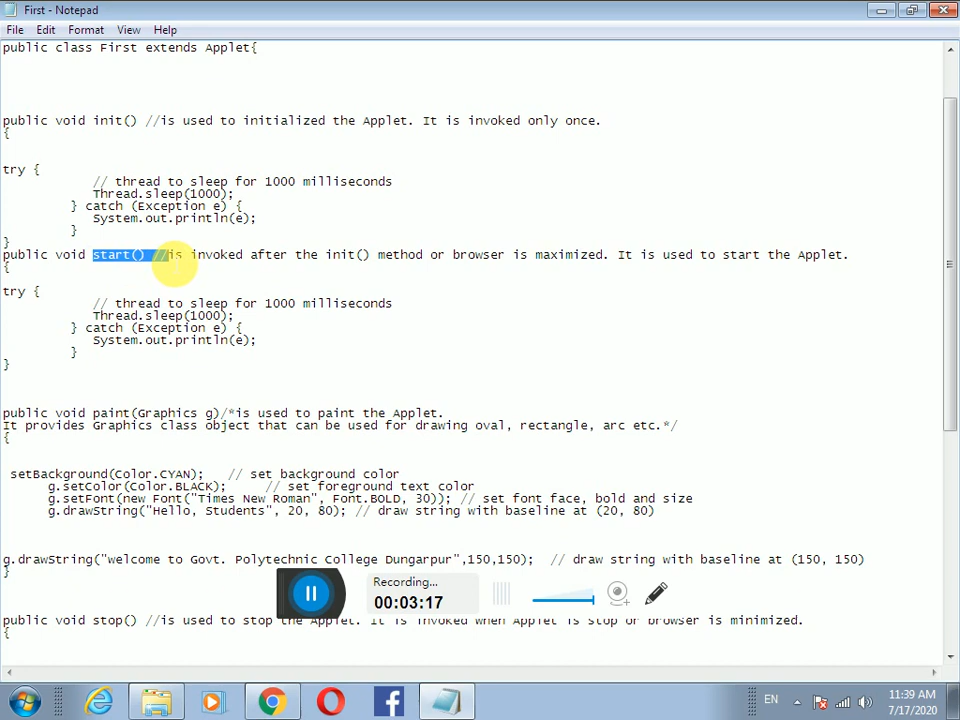 First - Notepad
File Edit Format View Help
public class First extends Applet{
public void init() //is used to initialized the Applet. It is invoked only once.
{
try {
// thread to sleep for 1000 milliseconds
Thread.sleep(1000);
} catch (Exception e) {
System.out.println(e);
}
}
public void start() //is invoked after the init() method or browser is maximized. It is used to start the Applet.
{
try {
// thread to sleep for 1000 milliseconds
Thread.sleep(1000);
} catch (Exception e) {
System.out.println(e);
}
}
public void paint(Graphics g)/*is used to paint the Applet.
It provides Graphics class object that can be used for drawing oval, rectangle, arc etc.*/
{
setBackground(Color.CYAN); // set background color
g.setColor(Color.BLACK); // set foreground text color
g.setFont(new Font("Times New Roman", Font.BOLD, 30)); // set font face, bold and size
g.drawString("Hello, Students", 20, 80); // draw string with baseline at (20, 80)
g.drawString("welcome to Govt. Polytechnic College Dungarpur",150,150); // draw string with baseline at (150, 150)
}
Recording...
00:03:17
public void stop() //is used to stop the Applet. It is invoked when Applet is stop or browser is minimized.
{
EN
11:39 AM
7/17/2020